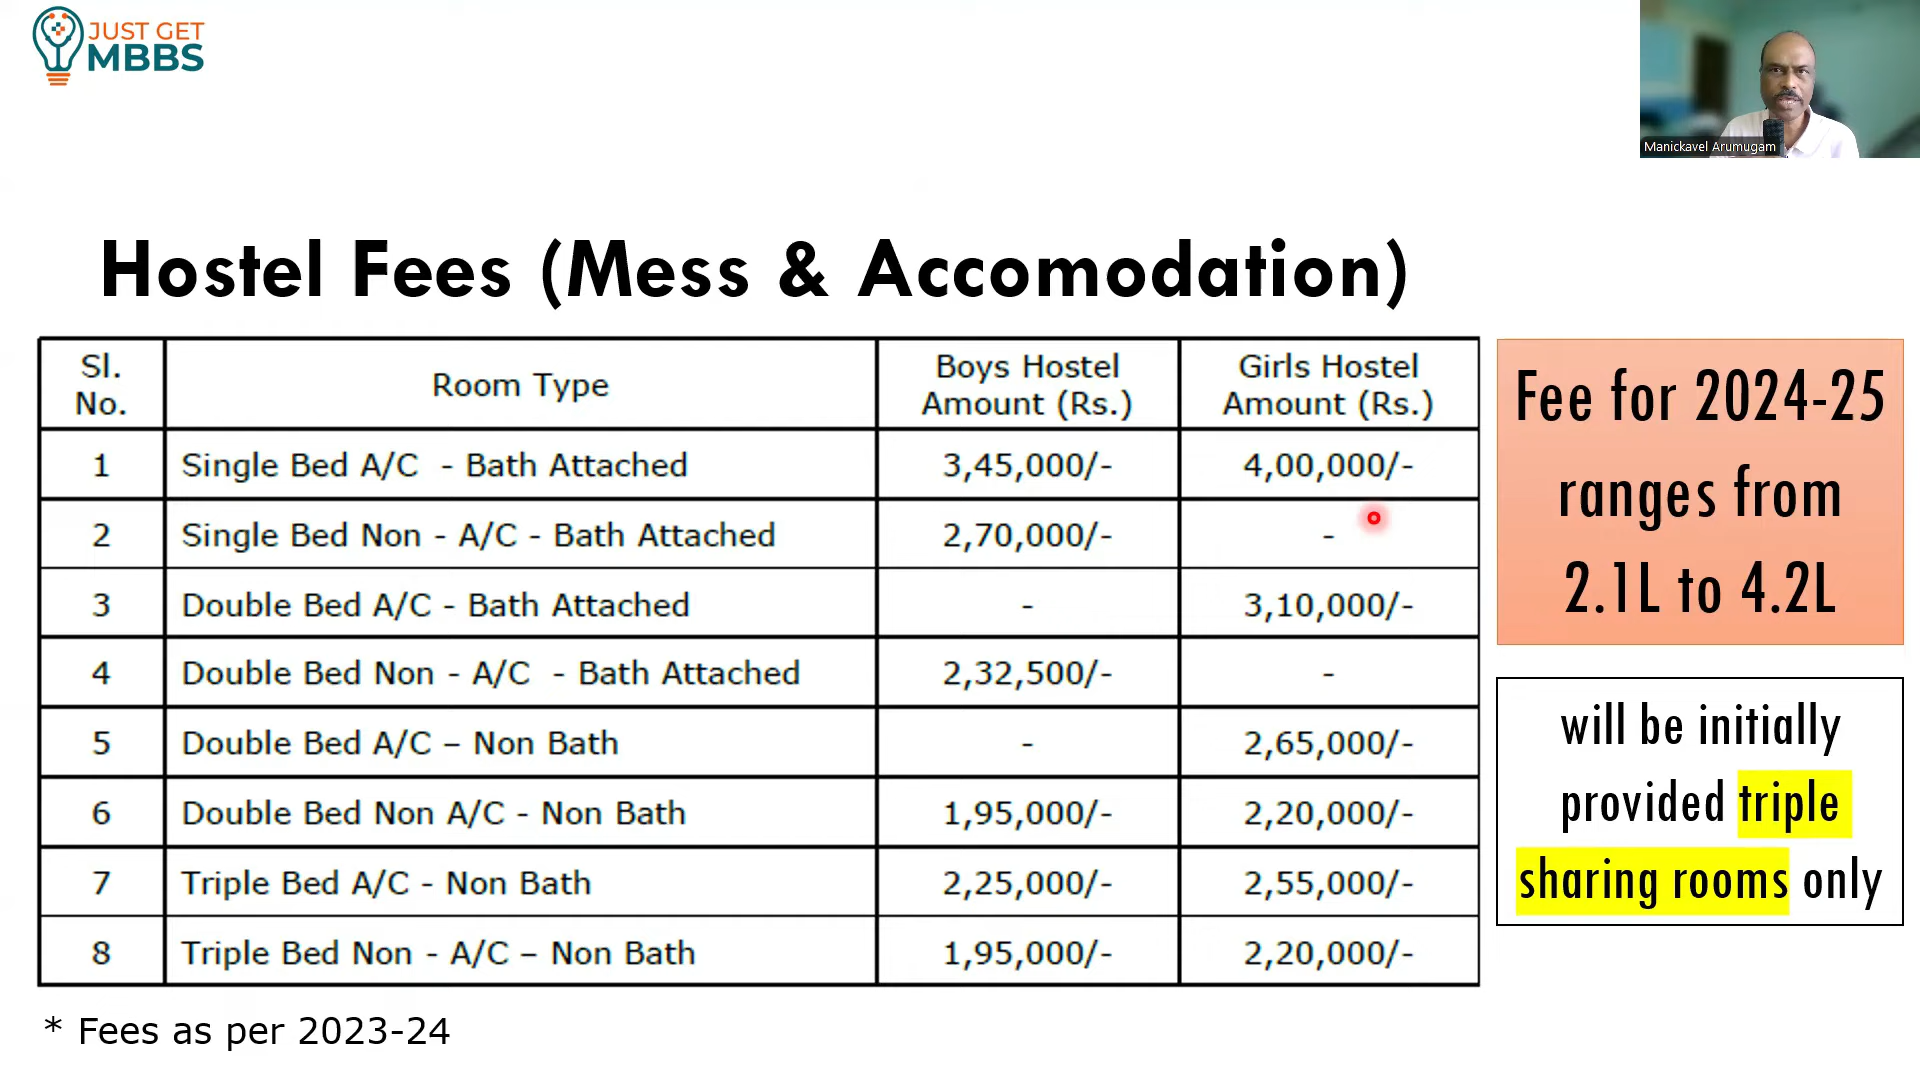 JUST GET
MBBS
Manickavel Arumugam
Hostel Fees (Mess & Accomodation)
Sl. No. Room Type Boys Hostel Amount (Rs.) Girls Hostel Amount (Rs.)
1 Single Bed A/C - Bath Attached 3,45,000/- 4,00,000/-
2 Single Bed Non - A/C - Bath Attached 2,70,000/- -
3 Double Bed A/C - Bath Attached - 3,10,000/-
4 Double Bed Non - A/C - Bath Attached 2,32,500/- -
5 Double Bed A/C – Non Bath - 2,65,000/-
6 Double Bed Non A/C - Non Bath 1,95,000/- 2,20,000/-
7 Triple Bed A/C - Non Bath 2,25,000/- 2,55,000/-
8 Triple Bed Non - A/C – Non Bath 1,95,000/- 2,20,000/-
* Fees as per 2023-24
Fee for 2024-25
ranges from
2.1L to 4.2L
will be initially
provided triple
sharing rooms only